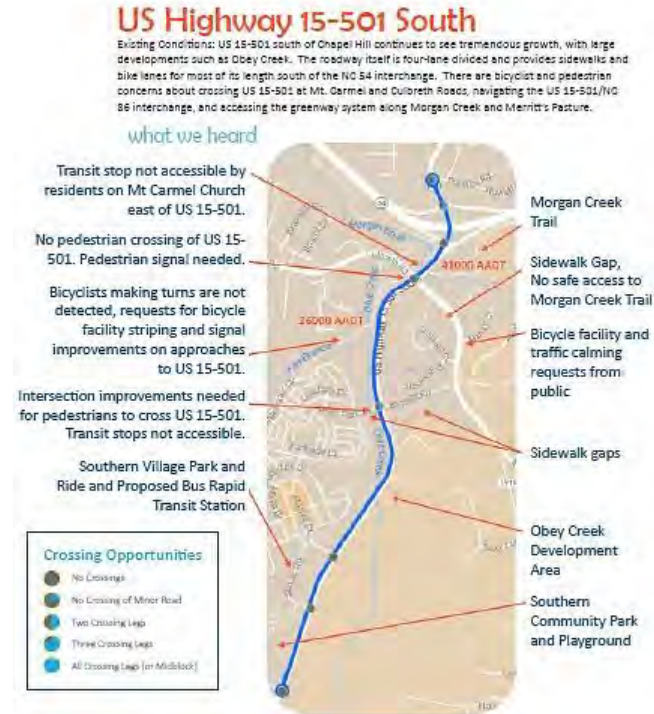 US Highway 15-501 South
Existing Conditions: US 15-501 south of Chapel Hill continues to see tremendous growth, with large
developments such as Obey Creek. The roadway itself is four-lane divided and provides sidewalks and
bike lanes for most of its length south of the NC 54 interchange. There are bicyclist and pedestrian
concerns about crossing US 15-501 at Mt. Carmel and Culbreth Roads, navigating the US 15-501/NC
86 interchange, and accessing the greenway system along Morgan Creek and Merritt's Pasture.
what we heard
Transit stop not accessible by
residents on Mt Carmel Church
east of US 15-501.
No pedestrian crossing of US 15-
501. Pedestrian signal needed.
Bicyclists making turns are not
detected, requests for bicycle
facility striping and signal
improvements on approaches
to US 15-501.
Intersection improvements needed
for pedestrians to cross US 15-501.
Transit stops not accessible.
Southern Village Park and
Ride and Proposed Bus Rapid
Transit Station
Morgan Creek
Trail
Sidewalk Gap,
No safe access to
Morgan Creek Trail
Bicycle facility and
traffic calming
requests from
public
Sidewalk gaps
Obey Creek
Development
Area
Southern
Community Park
and Playground
41000 AADT
26000 AADT
Crossing Opportunities
No Crossings
No Crossing of Minor Road
Two Crossing Legs
Three Crossing Legs
All Crossing Legs (or Midblock)